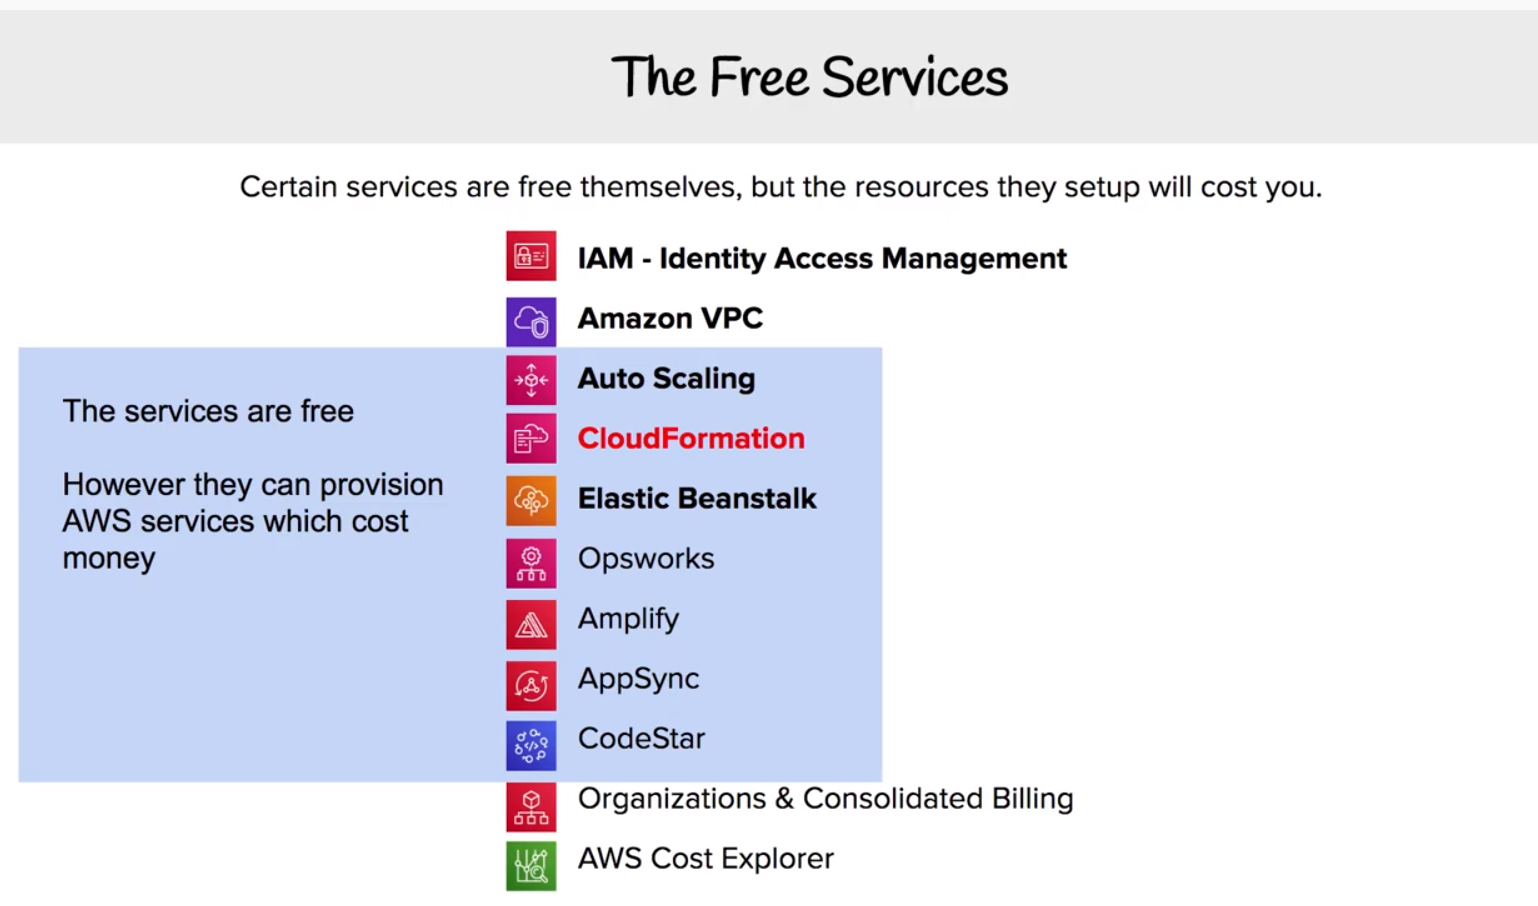 The Free Services
Certain services are free themselves, but the resources they setup will cost you.
IAM - Identity Access Management
Amazon VPC
Auto Scaling
The services are free
CloudFormation
However they can provision
AWS services which cost
money
Elastic Beanstalk
Opsworks
Amplify
AppSync
CodeStar
Organizations & Consolidated Billing
AWS Cost Explorer